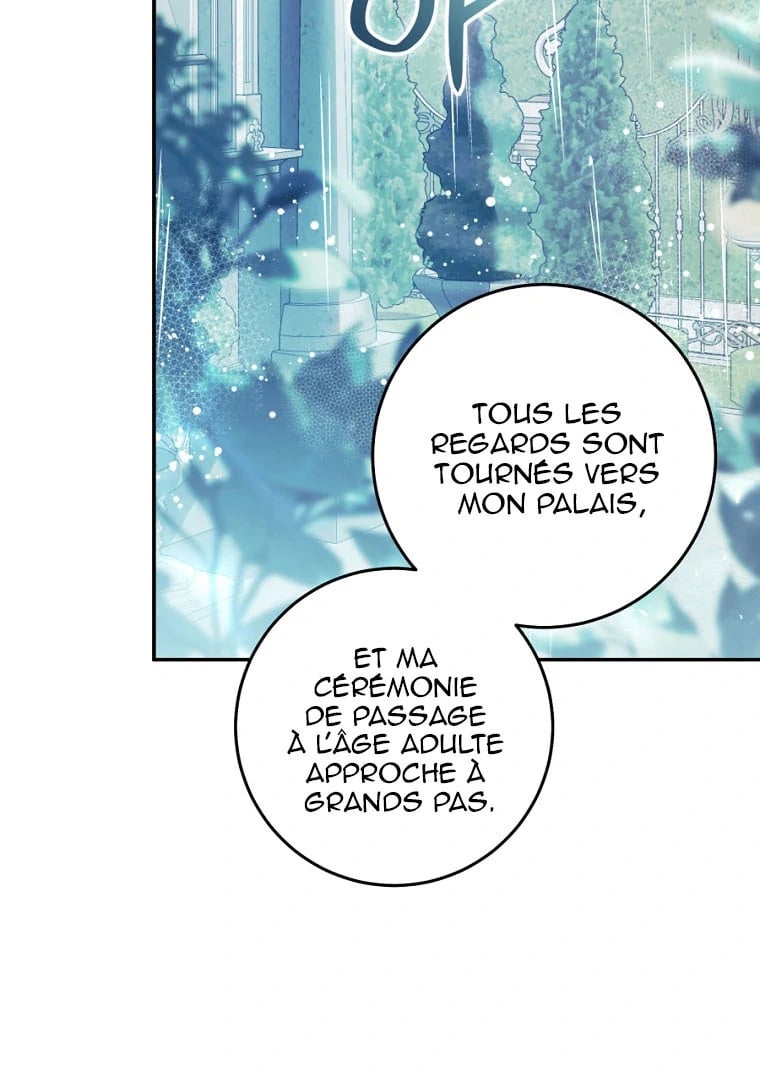 TOUS LES
REGARDS SONT
TOURNÉS VERS
MON PALAIS,
ET MA
CÉRÉMONIE
DE PASSAGE
À L'ÂGE ADULTE
APPROCHE À
GRANDS PAS.